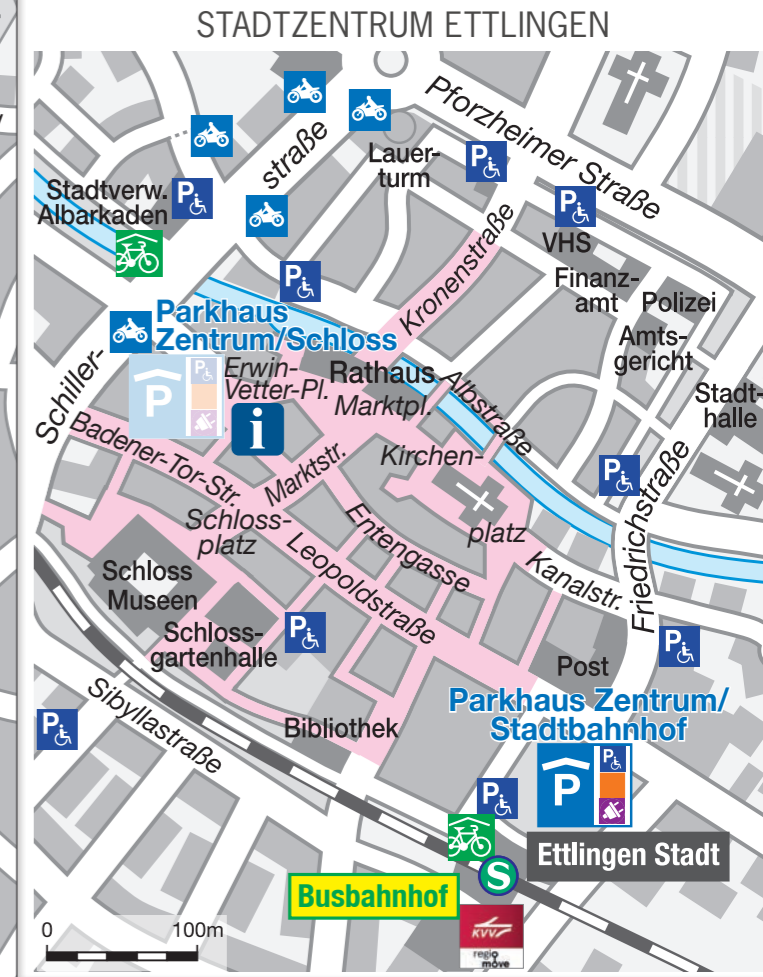 STADTZENTRUM ETTLINGEN
Pforzheimer Straße
straße
Lauer-
turm
P
Stadtverw.
Albarkaden
P
P
VHS
Finanz-
amt
Polizei
Amts-
gericht
Stadt-
halle
P
Kronenstraße
Parkhaus
Zentrum/Schloss
P
P
Erwin-
Vetter-Pl.
i
Rathaus
Marktpl.
Albstraße
Schiller-
Badener-Tor-Str.
Marktstr.
Kirchen-
platz
Schloss-
platz
Entengasse
Leopoldstraße
P
Friedrichstraße
Kanalstr.
Schloss
Museen
Schloss-
gartenhalle
P
P
Post
Sibyllastraße
P
Bibliothek
Parkhaus Zentrum/
Stadtbahnhof
P
P
P
Ettlingen Stadt
S
Busbahnhof
KVV
regio
move
0 100m